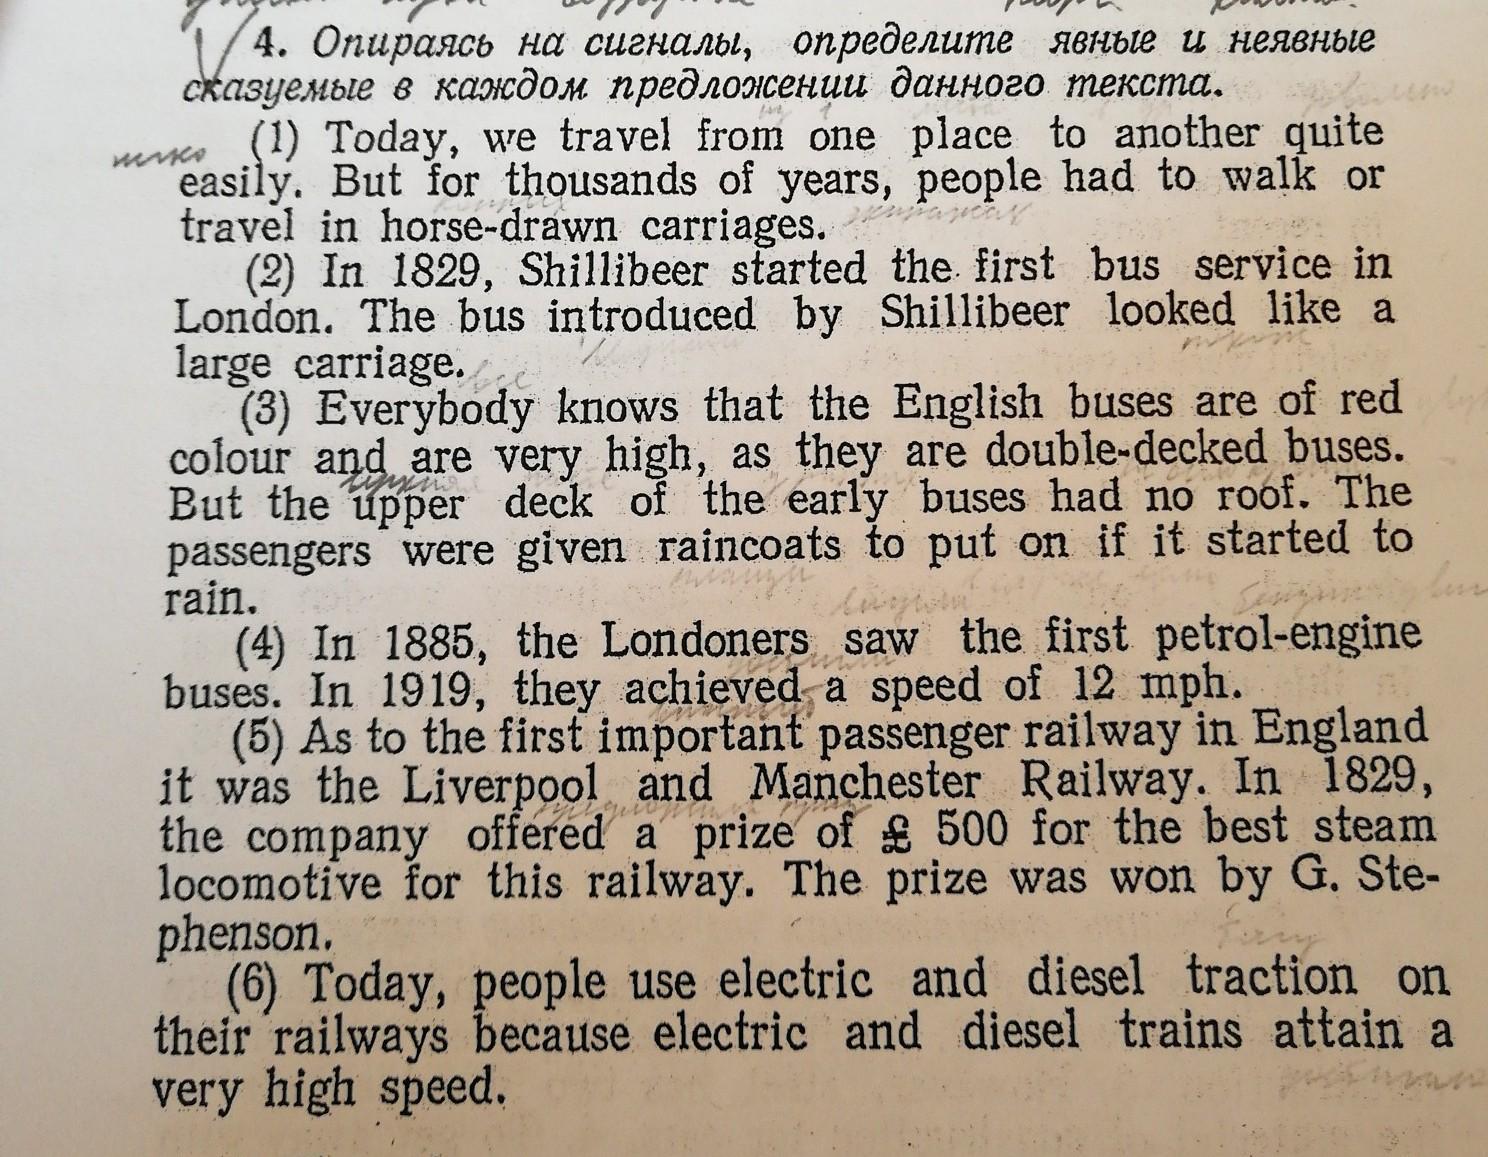 4. Опираясь на сигналы, определите явные и неявные
сказуемые в каждом предложении данного текста.
(1) Today, we travel from one place to another quite
easily. But for thousands of years, people had to walk or
travel in horse-drawn carriages.
(2) In 1829, Shillibeer started the first bus service in
London. The bus introduced by Shillibeer looked like a
large carriage.
(3) Everybody knows that the English buses are of red
colour and are very high, as they are double-decked buses.
But the upper deck of the early buses had no roof. The
passengers were given raincoats to put on if it started to
rain.
(4) In 1885, the Londoners saw the first petrol-engine
buses. In 1919, they achieved a speed of 12 mph.
(5) As to the first important passenger railway in England
it was the Liverpool and Manchester Railway. In 1829,
the company offered a prize of £ 500 for the best steam
locomotive for this railway. The prize was won by G. Ste-
phenson.
(6) Today, people use electric and diesel traction on
their railways because electric and diesel trains attain a
very high speed.